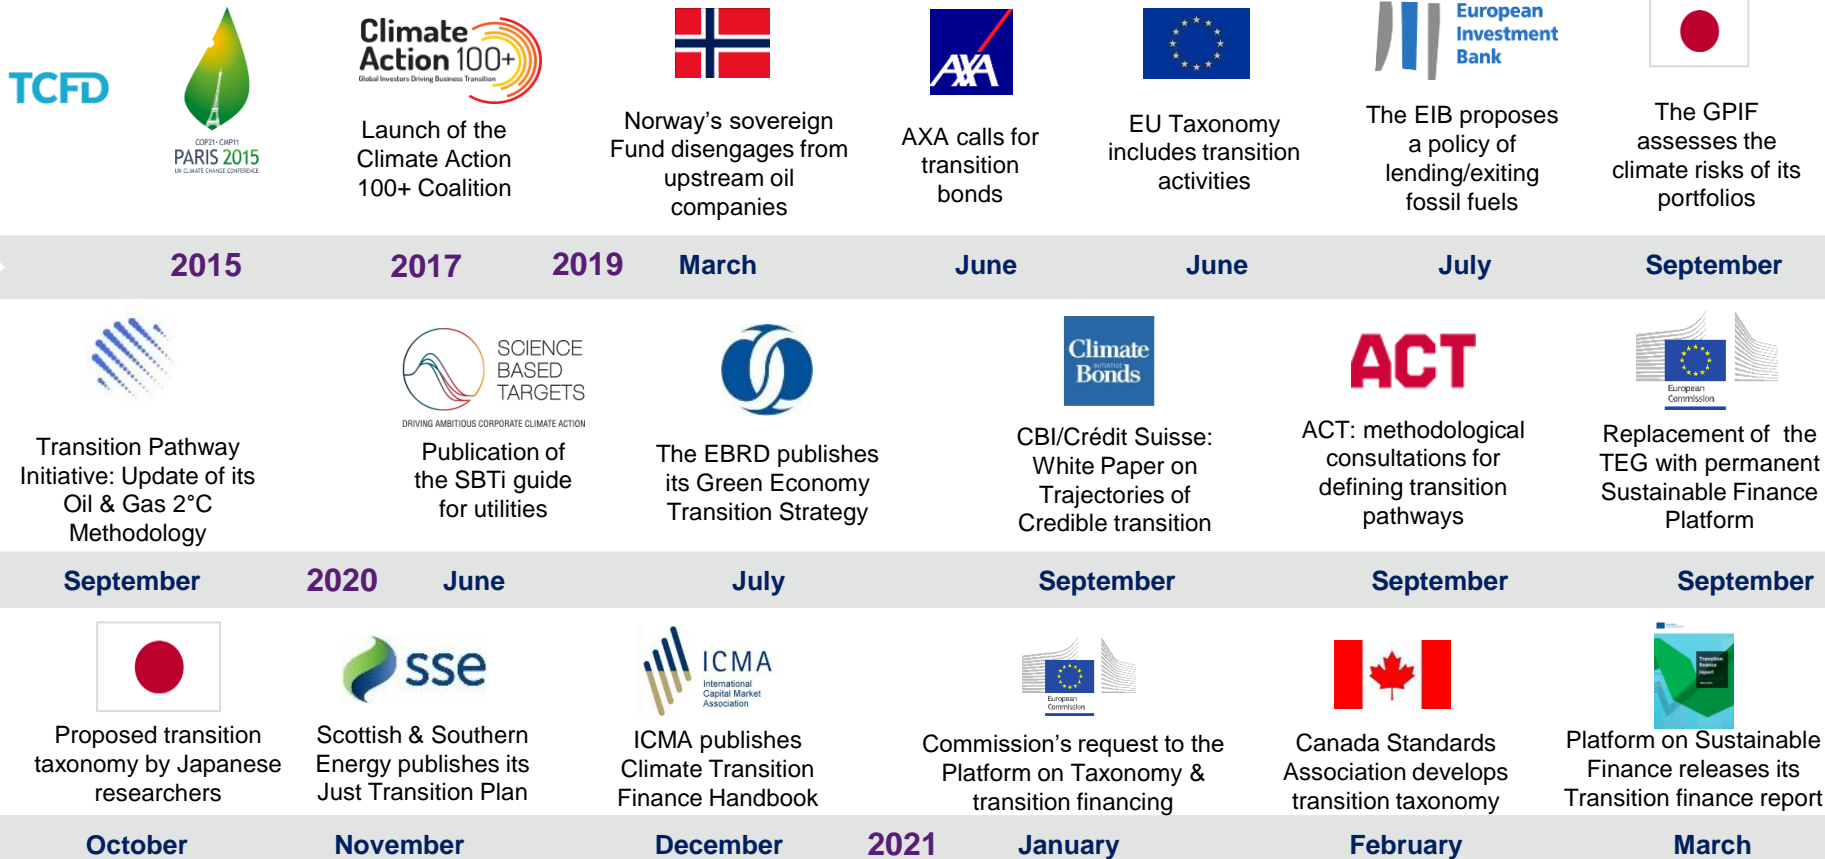 TCFD
COP21·CMP11
PARIS 2015
UN CLIMATE CHANGE CONFERENCE
Climate
Action 100+
Global Investors Driving Business Transition
Launch of the
Climate Action
100+ Coalition
Norway's sovereign
Fund disengages from
upstream oil
companies
AXA
AXA calls for
transition
bonds
EU Taxonomy
includes transition
activities
European
Investment
Bank
The EIB proposes
a policy of
lending/exiting
fossil fuels
The GPIF
assesses the
climate risks of its
portfolios
2015 2017 2019 March June June July September
Transition Pathway
Initiative: Update of its
Oil & Gas 2°C
Methodology
SCIENCE
BASED
TARGETS
DRIVING AMBITIOUS CORPORATE CLIMATE ACTION
Publication of
the SBTi guide
for utilities
The EBRD publishes
its Green Economy
Transition Strategy
Climate
INITIATIVE
Bonds
CBI/Crédit Suisse:
White Paper on
Trajectories of
Credible transition
ACT
ACT: methodological
consultations for
defining transition
pathways
European
Commission
Replacement of the
TEG with permanent
Sustainable Finance
Platform
September 2020 June July September September September
Proposed transition
taxonomy by Japanese
researchers
sse
Scottish & Southern
Energy publishes its
Just Transition Plan
ICMA
International
Capital Market
Association
ICMA publishes
Climate Transition
Finance Handbook
European
Commission
Commission's request to the
Platform on Taxonomy &
transition financing
Canada Standards
Association develops
transition taxonomy
Transition
finance
report
Platform on Sustainable
Finance releases its
Transition finance report
October November December 2021 January February March